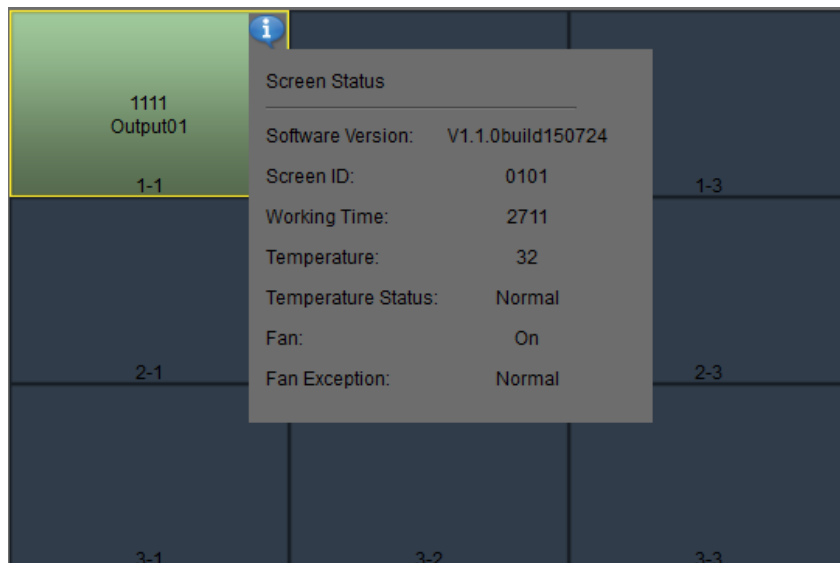 1111
Output01
1-1
Screen Status
Software Version: V1.1.0build150724
Screen ID: 0101
Working Time: 2711
Temperature: 32
Temperature Status: Normal
Fan: On
Fan Exception: Normal
1-3
2-1
2-3
3-1
3-2
3-3